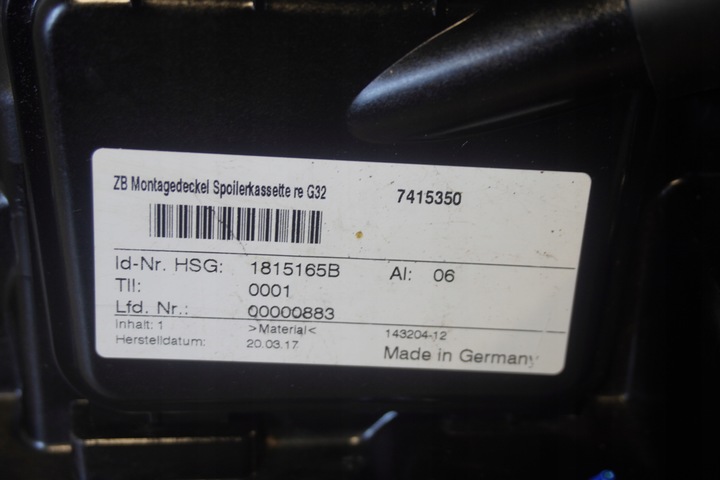 ZB Montagedeckel Spoilerkassette re G32 7415350
Id-Nr. HSG: 1815165B AI: 06
TII: 0001
Lfd. Nr.: 00000883
Inhalt: 1 >Material< 143204-12
Herstelldatum: 20.03.17 Made in Germany